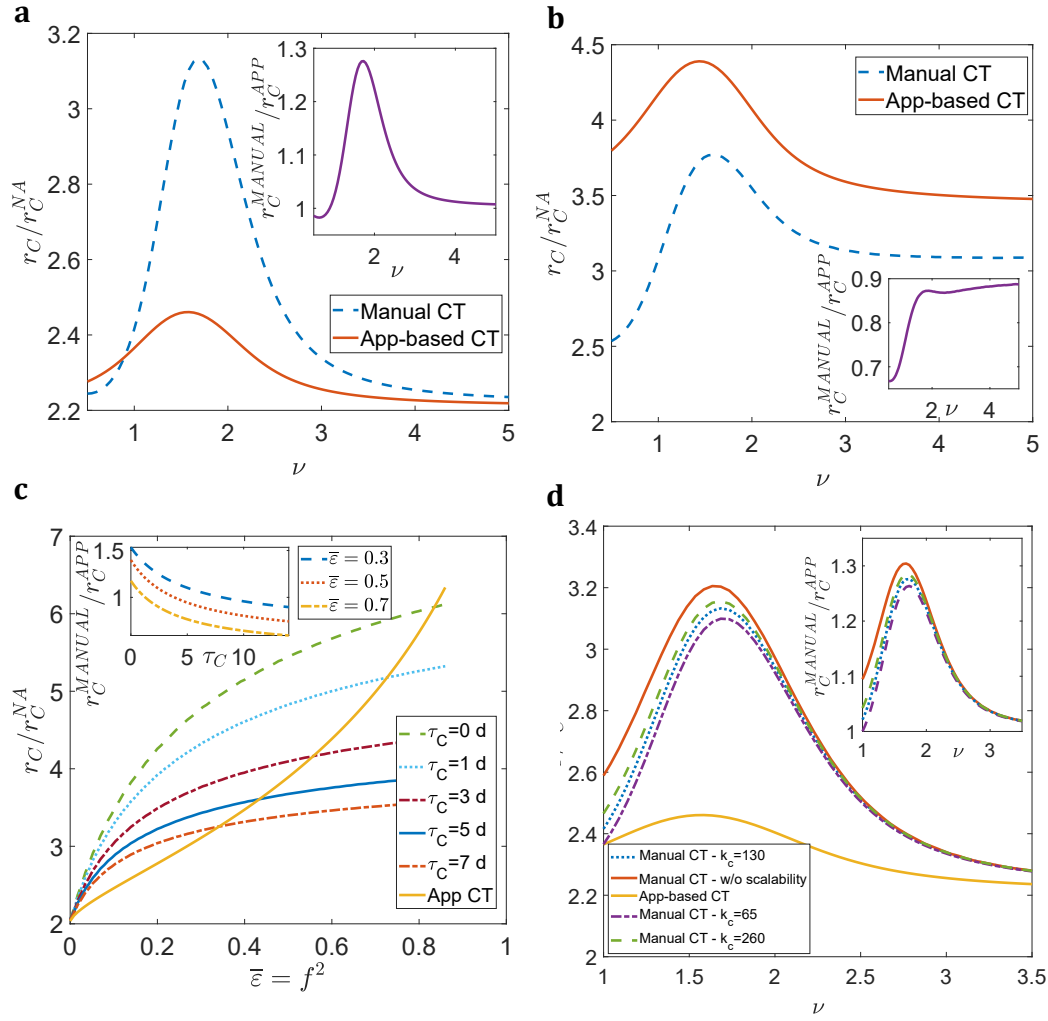 a
3.2
3
2.8
2.6
2.4
2.2
1
2
3
4
5
r_C/r_C^{NA}
ν
1.3
1.2
1.1
1
2
4
r_C^{MANUAL}/r_C^{APP}
ν
Manual CT
App-based CT
b
4.5
4
3.5
3
2.5
2
1
2
3
4
5
r_C/r_C^{NA}
ν
Manual CT
App-based CT
0.9
0.8
0.7
2
ν
4
r_C^{MANUAL}/r_C^{APP}
c
7
6
5
4
3
2
0
0.2
0.4
0.6
0.8
1
r_C/r_C^{NA}
ε̄ = f²
1.5
1
0
5
τ_C
10
r_C^{MANUAL}/r_C^{APP}
ε̄ = 0.3
ε̄ = 0.5
ε̄ = 0.7
τ_C=0 d
τ_C=1 d
τ_C=3 d
τ_C=5 d
τ_C=7 d
App CT
d
3.4
3.2
3
2.8
2.6
2.4
2.2
2
1
1.5
2
2.5
3
3.5
ν
1.3
1.2
1.1
1
1
2
ν
3
r_C^{MANUAL}/r_C^{APP}
Manual CT - k_c=130
Manual CT - w/o scalability
App-based CT
Manual CT - k_c=65
Manual CT - k_c=260